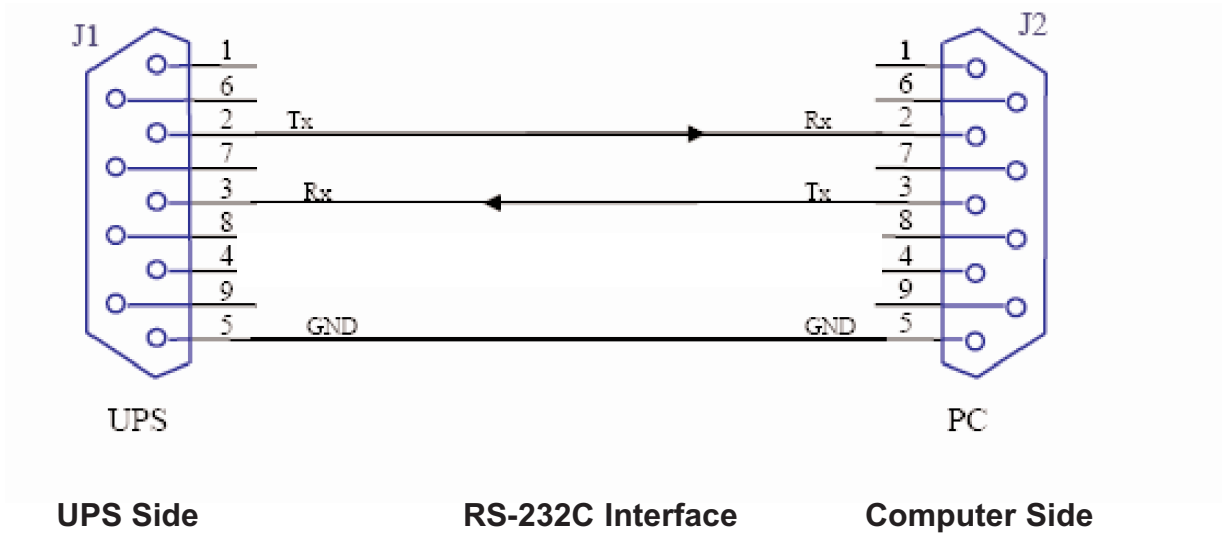 J1 J2
1 1
6 6
2 Tx Rx 2
7 7
3 Rx Tx 3
8 8
4 4
9 9
5 GND GND 5
UPS PC
UPS Side RS-232C Interface Computer Side